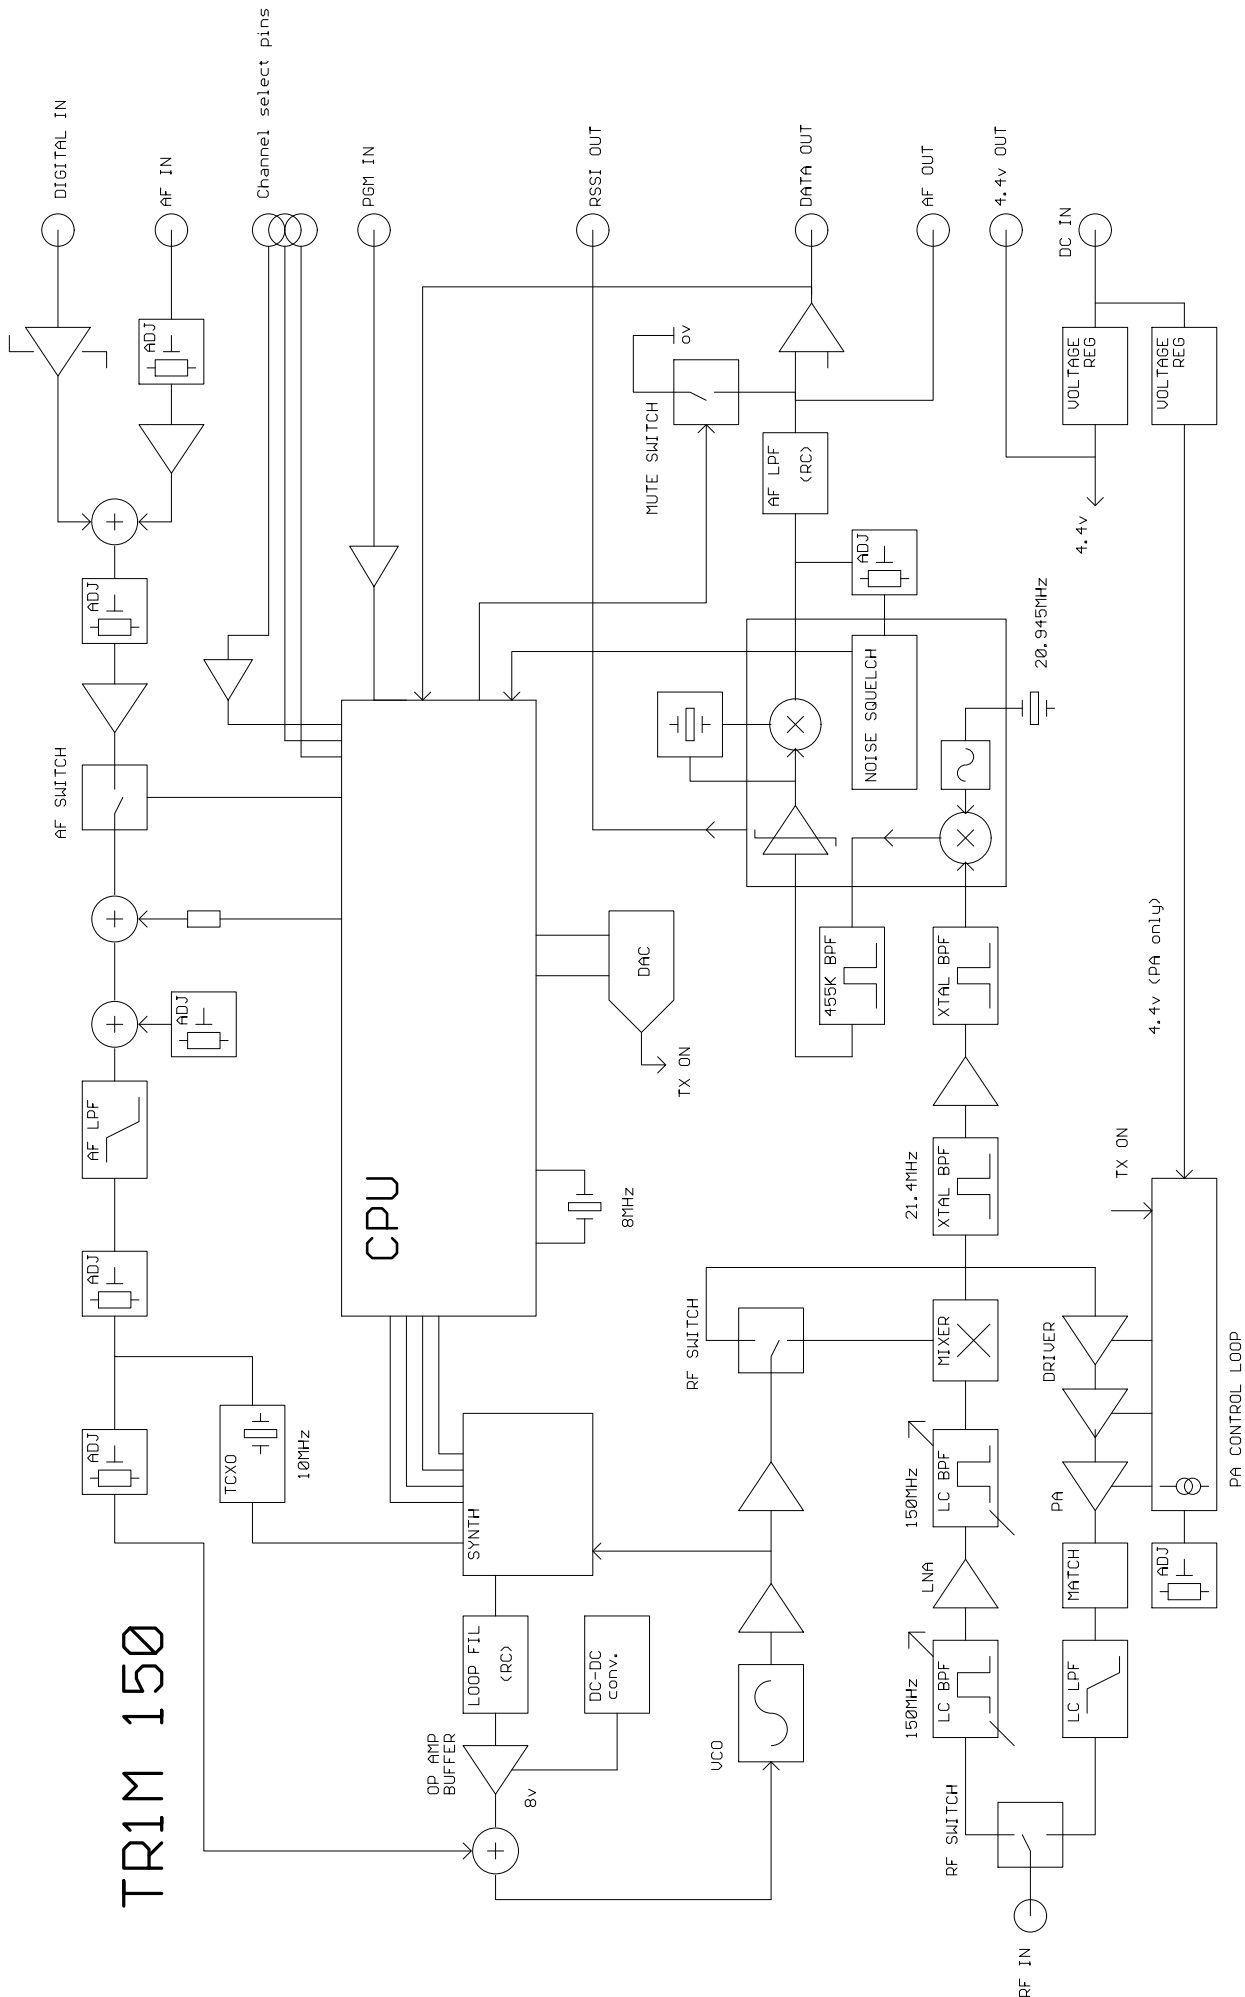 TR1M 150
DIGITAL IN
AF IN
Channel select pins
PGM IN
RSSI OUT
DATA OUT
AF OUT
4.4v OUT
DC IN
ADJ
ADJ
AF SWITCH
ADJ
AF LPF
ADJ
ADJ
TCXO
10MHz
CPU
8MHz
DAC
TX ON
SYNTH
LOOP FIL
(RC)
DC-DC
conv.
OP AMP
BUFFER
8v
VCO
RF SWITCH
MUTE SWITCH
0v
AF LPF
(RC)
ADJ
NOISE SQUELCH
20.945MHz
455K BPF
XTAL BPF
21.4MHz
XTAL BPF
MIXER
150MHz
LC BPF
LNA
150MHz
LC BPF
RF SWITCH
RF IN
LC LPF
MATCH
PA
DRIVER
ADJ
PA CONTROL LOOP
TX ON
4.4v (PA only)
4.4v
VOLTAGE
REG
VOLTAGE
REG